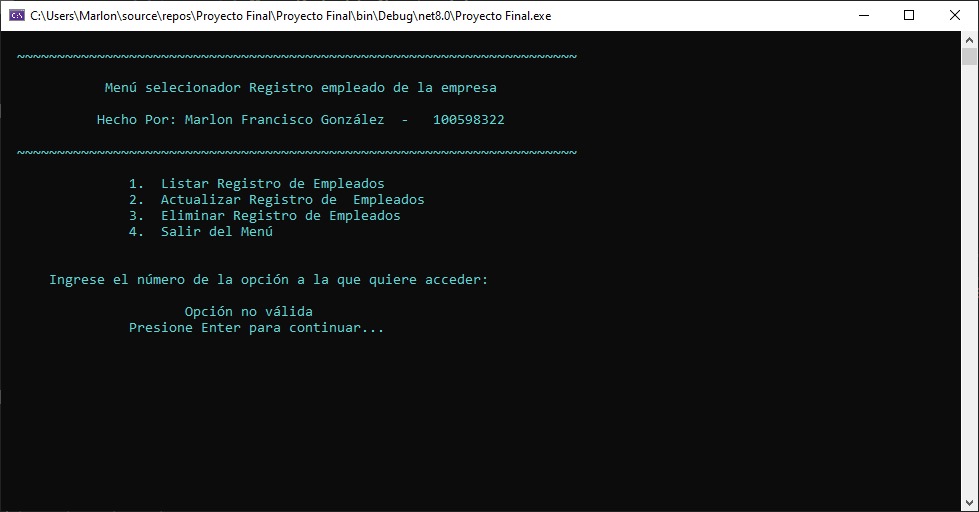 C:\Users\Marlon\source\repos\Proyecto Final\Proyecto Final\bin\Debug\net8.0\Proyecto Final.exe
~~~~~~~~~~~~~~~~~~~~~~~~~~~~~~~~~~~~~~~~~~~~~~~~~~~~~~~~~~~~~~~~~~~~~~
Menú selecionador Registro empleado de la empresa
Hecho Por: Marlon Francisco González  -   100598322
~~~~~~~~~~~~~~~~~~~~~~~~~~~~~~~~~~~~~~~~~~~~~~~~~~~~~~~~~~~~~~~~~~~~~~
1.  Listar Registro de Empleados
2.  Actualizar Registro de  Empleados
3.  Eliminar Registro de Empleados
4.  Salir del Menú
Ingrese el número de la opción a la que quiere acceder:
Opción no válida
Presione Enter para continuar...